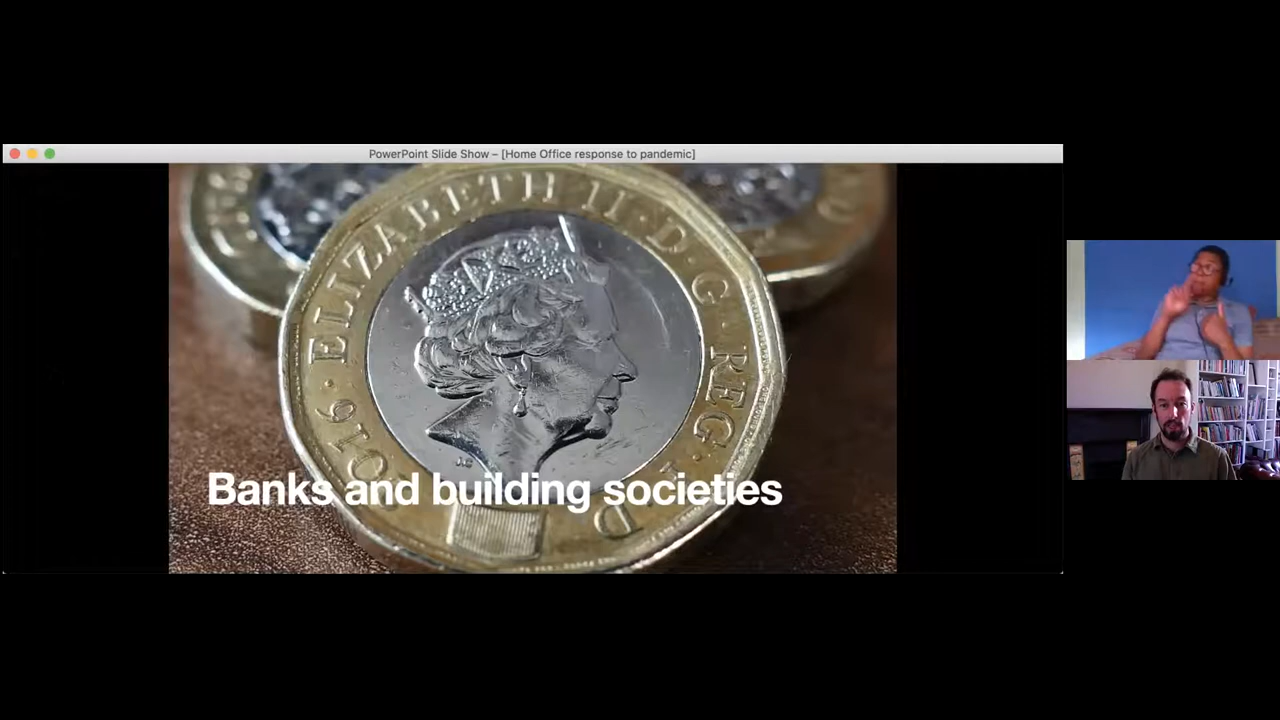 PowerPoint Slide Show – [Home Office response to pandemic]
2016 · ELIZABETH II · D · G · REG · F · D
Banks and building societies